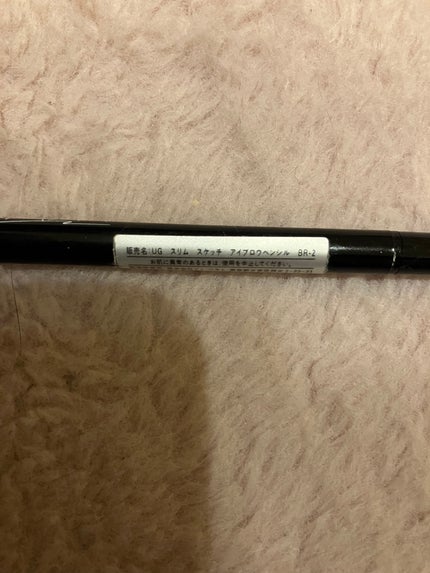 販売名:UG スリム スケッチ アイブロウペンシル BR-2
お肌に異常のあるときは、使用を中止してください。